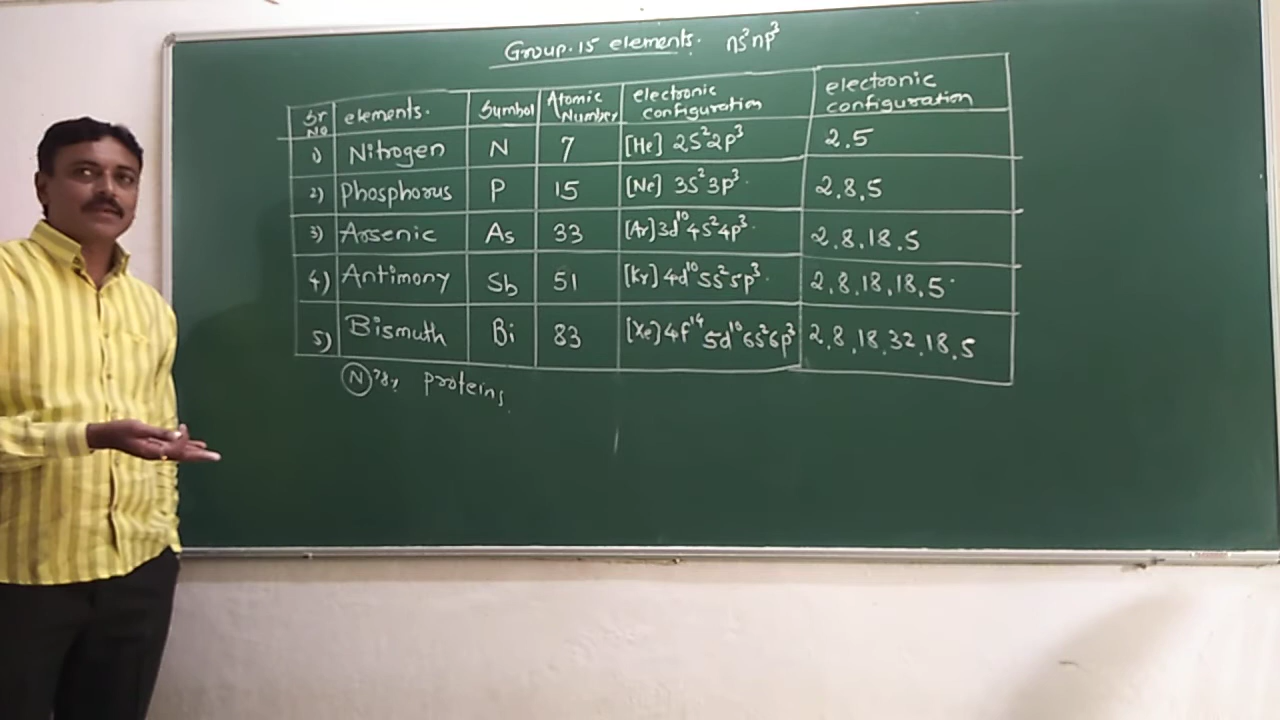 Group. 15 elements. ns²np³
Sr No elements. Symbol Atomic Number electronic configuration electronic configuration
1) Nitrogen N 7 [He] 2S²2p³ 2.5
2) Phosphorus P 15 [Ne] 3S²3p³. 2,8,5
3) Arsenic As 33 [Ar]3d¹⁰4S²4p³. 2.8,18.5
4) Antimony Sb 51 [Kr]4d¹⁰5s²5p³. 2,8,18,18,5
5) Bismuth Bi 83 [Xe]4f¹⁴5d¹⁰6s²6p³ 2,8,18.32,18,5
N 78% proteins,